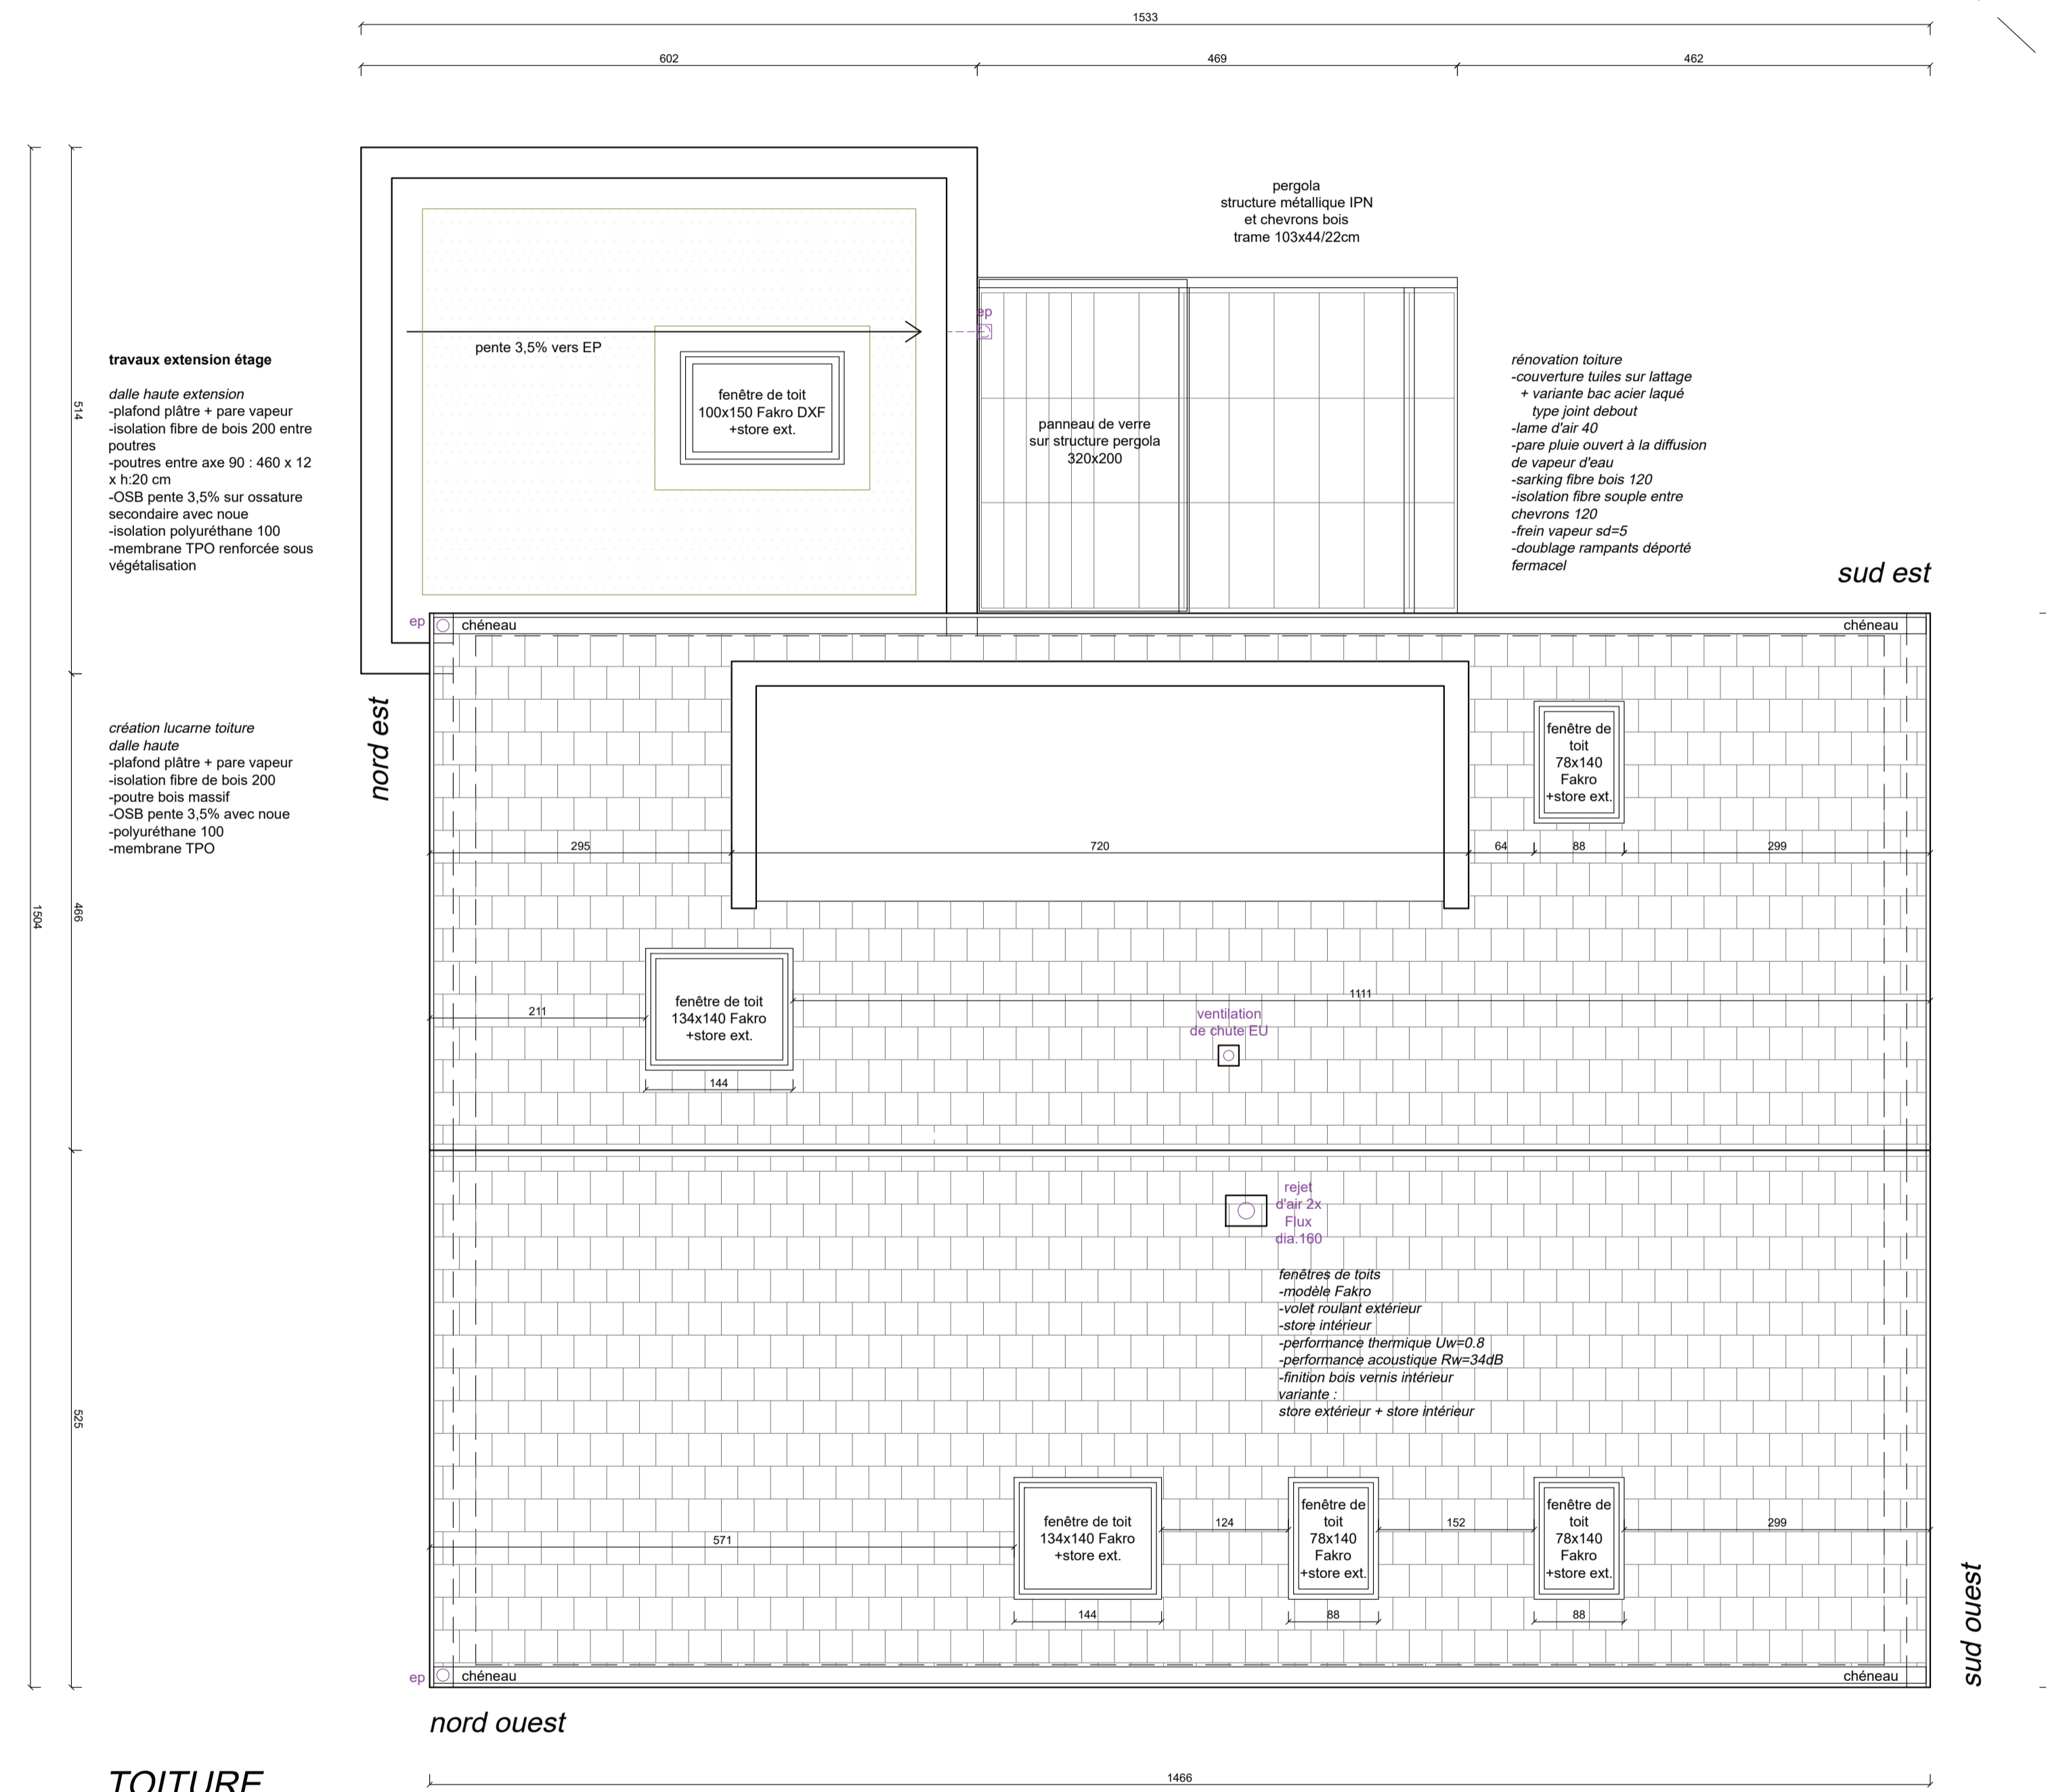 1533
602
469
462
pergola
structure métallique IPN
et chevrons bois
trame 103x44/22cm
ep
pente 3,5% vers EP
fenêtre de toit
100x150 Fakro DXF
+store ext.
panneau de verre
sur structure pergola
320x200
travaux extension étage
dalle haute extension
-plafond plâtre + pare vapeur
-isolation fibre de bois 200 entre
poutres
-poutres entre axe 90 : 460 x 12
x h:20 cm
-OSB pente 3,5% sur ossature
secondaire avec noue
-isolation polyuréthane 100
-membrane TPO renforcée sous
végétalisation
514
rénovation toiture
-couverture tuiles sur lattage
+ variante bac acier laqué
type joint debout
-lame d'air 40
-pare pluie ouvert à la diffusion
de vapeur d'eau
-sarking fibre bois 120
-isolation fibre souple entre
chevrons 120
-frein vapeur sd=5
-doublage rampants déporté
fermacel
sud est
ep
chéneau
chéneau
nord est
création lucarne toiture
dalle haute
-plafond plâtre + pare vapeur
-isolation fibre de bois 200
-poutre bois massif
-OSB pente 3,5% avec noue
-polyuréthane 100
-membrane TPO
fenêtre de
toit
78x140
Fakro
+store ext.
295
720
64
88
299
1504
466
211
fenêtre de toit
134x140 Fakro
+store ext.
144
1111
ventilation
de chute EU
rejet
d'air 2x
Flux
dia.160
fenêtres de toits
-modèle Fakro
-volet roulant extérieur
-store intérieur
-performance thermique Uw=0.8
-performance acoustique Rw=34dB
-finition bois vernis intérieur
variante :
store extérieur + store intérieur
525
571
fenêtre de toit
134x140 Fakro
+store ext.
144
124
fenêtre de
toit
78x140
Fakro
+store ext.
88
152
fenêtre de
toit
78x140
Fakro
+store ext.
88
299
sud ouest
ep
chéneau
chéneau
nord ouest
1466
TOITURE